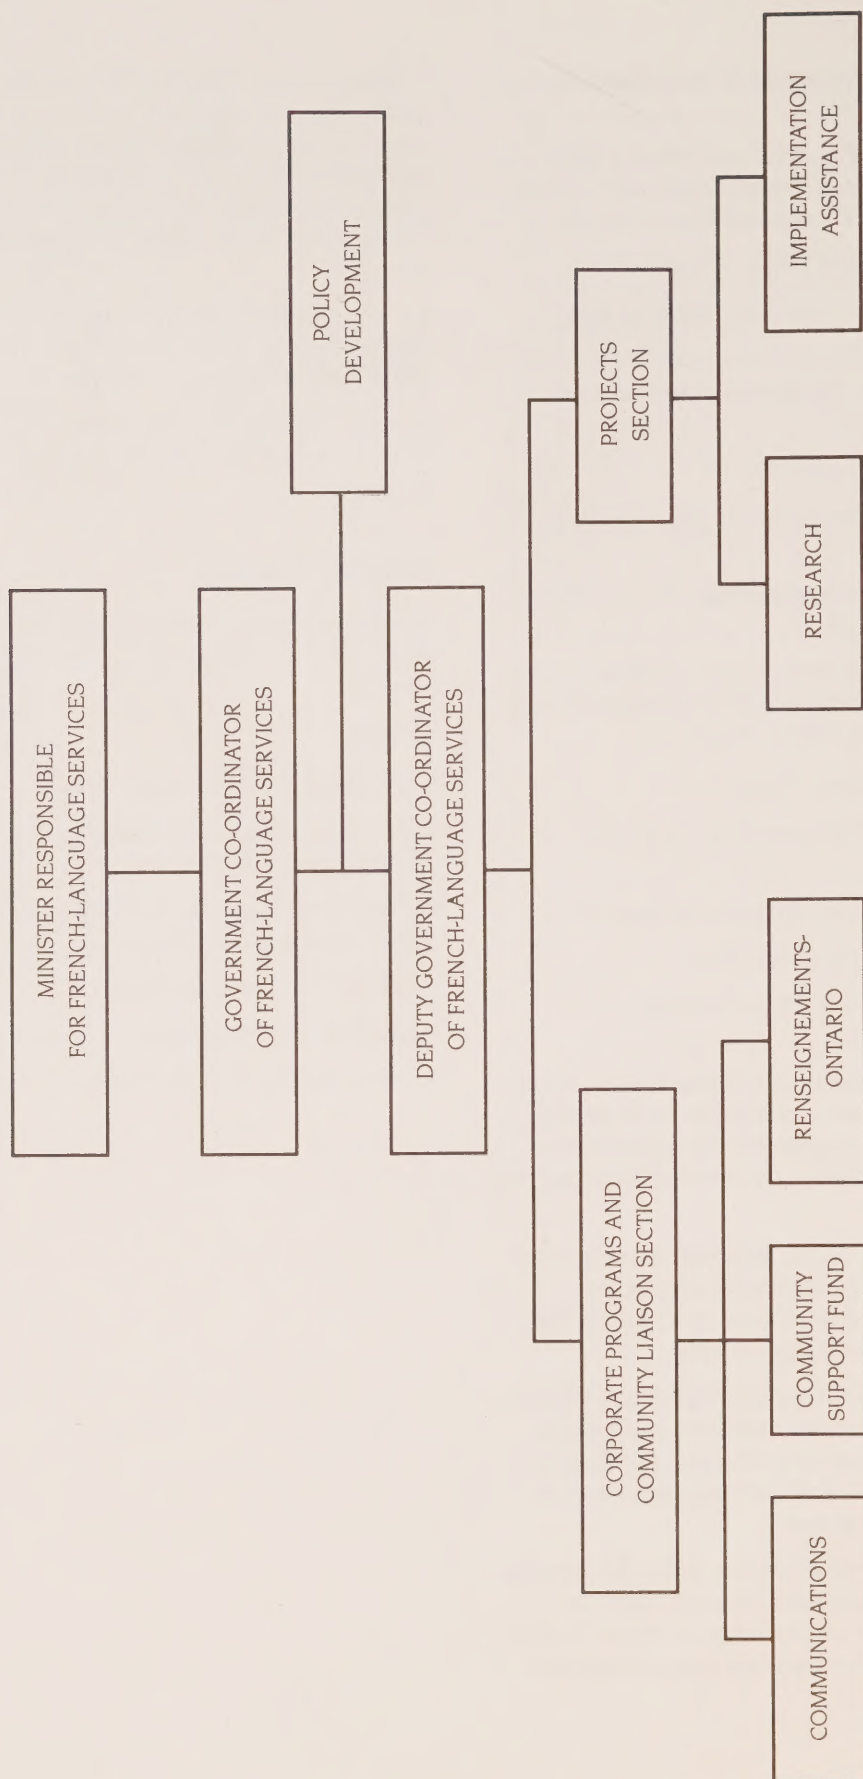 MINISTER RESPONSIBLE
FOR FRENCH-LANGUAGE SERVICES
GOVERNMENT CO-ORDINATOR
OF FRENCH-LANGUAGE SERVICES
POLICY
DEVELOPMENT
DEPUTY GOVERNMENT CO-ORDINATOR
OF FRENCH-LANGUAGE SERVICES
CORPORATE PROGRAMS AND
COMMUNITY LIAISON SECTION
PROJECTS
SECTION
COMMUNICATIONS
COMMUNITY
SUPPORT FUND
RENSEIGNEMENTS-
ONTARIO
RESEARCH
IMPLEMENTATION
ASSISTANCE